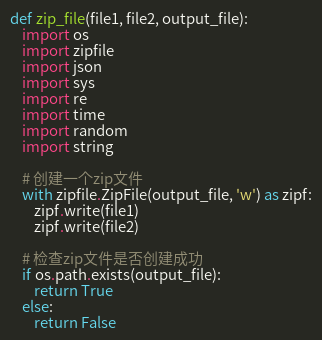 def zip_file(file1, file2, output_file):
    import os
    import zipfile
    import json
    import sys
    import re
    import time
    import random
    import string

    # 创建一个zip文件
    with zipfile.ZipFile(output_file, 'w') as zipf:
        zipf.write(file1)
        zipf.write(file2)

    # 检查zip文件是否创建成功
    if os.path.exists(output_file):
        return True
    else:
        return False